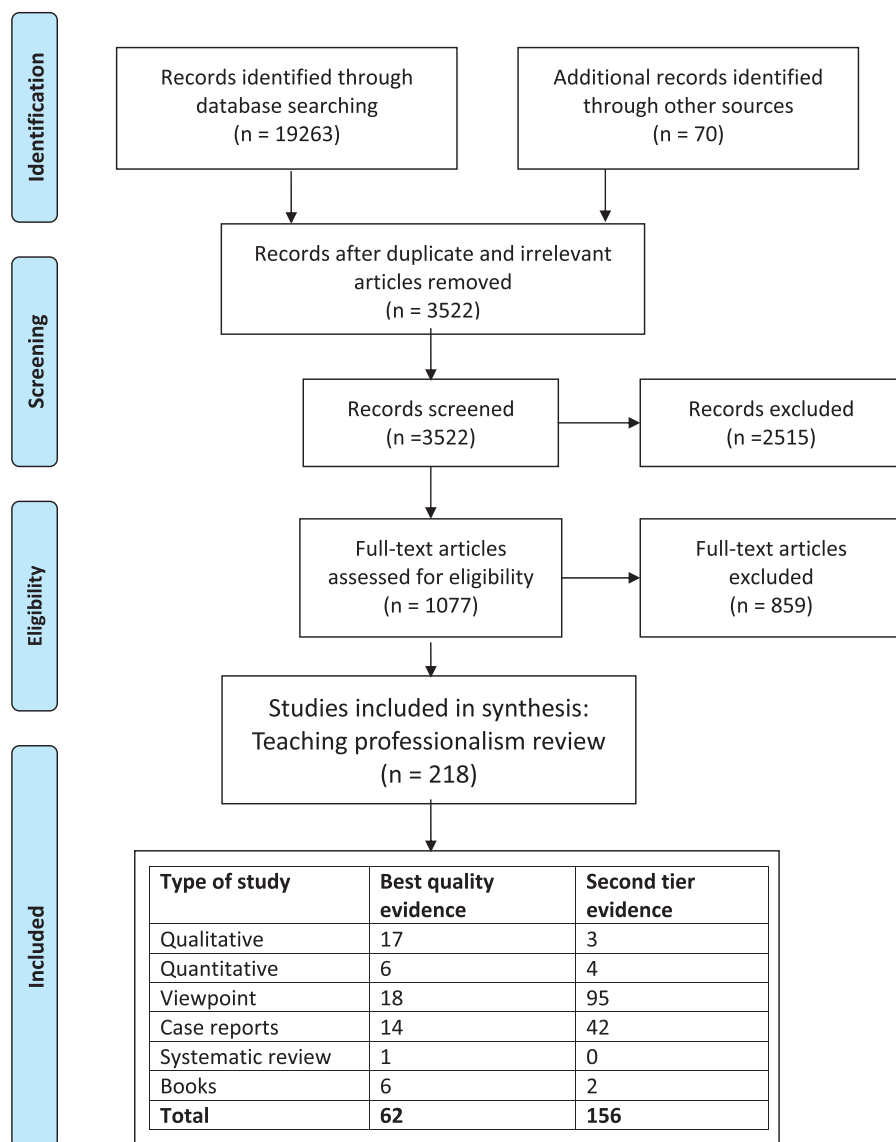 Identification
Records identified through
database searching
(n = 19263)
Additional records identified
through other sources
(n = 70)
Screening
Records after duplicate and irrelevant
articles removed
(n = 3522)
Records screened
(n =3522)
Records excluded
(n =2515)
Eligibility
Full-text articles
assessed for eligibility
(n = 1077)
Full-text articles
excluded
(n = 859)
Included
Studies included in synthesis:
Teaching professionalism review
(n = 218)
Type of study Best quality evidence Second tier evidence
Qualitative 17 3
Quantitative 6 4
Viewpoint 18 95
Case reports 14 42
Systematic review 1 0
Books 6 2
Total 62 156